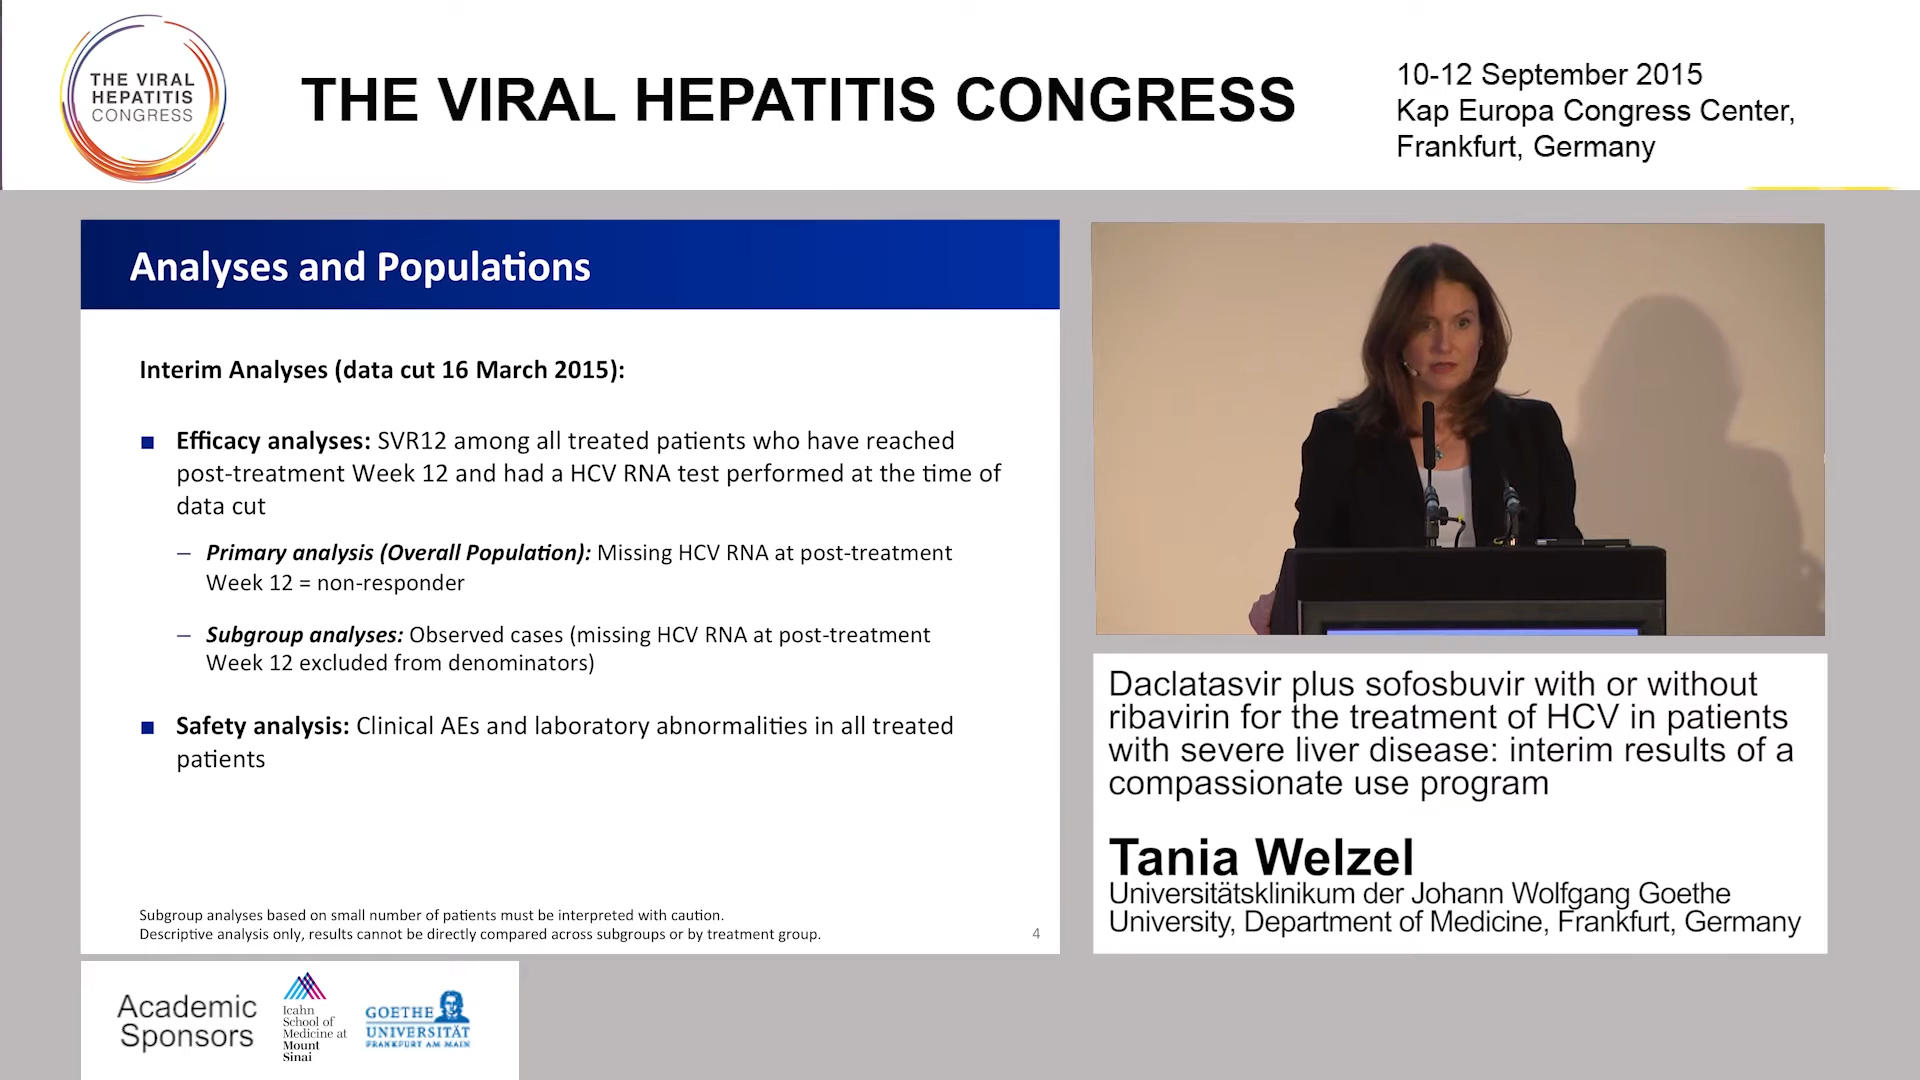 THE VIRAL
HEPATITIS
CONGRESS
THE VIRAL HEPATITIS CONGRESS
10-12 September 2015
Kap Europa Congress Center,
Frankfurt, Germany
Analyses and Populations
Interim Analyses (data cut 16 March 2015):
■ Efficacy analyses: SVR12 among all treated patients who have reached
post-treatment Week 12 and had a HCV RNA test performed at the time of
data cut
– Primary analysis (Overall Population): Missing HCV RNA at post-treatment
Week 12 = non-responder
– Subgroup analyses: Observed cases (missing HCV RNA at post-treatment
Week 12 excluded from denominators)
■ Safety analysis: Clinical AEs and laboratory abnormalities in all treated
patients
Subgroup analyses based on small number of patients must be interpreted with caution.
Descriptive analysis only, results cannot be directly compared across subgroups or by treatment group.
4
Daclatasvir plus sofosbuvir with or without
ribavirin for the treatment of HCV in patients
with severe liver disease: interim results of a
compassionate use program
Tania Welzel
Universitätsklinikum der Johann Wolfgang Goethe
University, Department of Medicine, Frankfurt, Germany
Academic
Sponsors
Icahn
School of
Medicine at
Mount
Sinai
GOETHE
UNIVERSITÄT
FRANKFURT AM MAIN